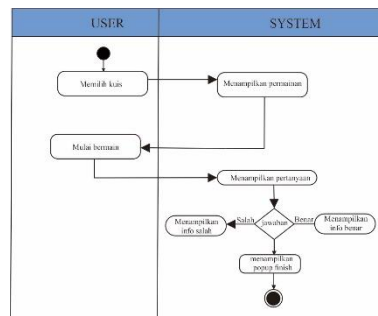 USER
SYSTEM
Memilih kuis
Menampilkan permainan
Mulai bermain
Menampilkan pertanyaan
Menampilkan
info salah
Salah
jawaban
Benar
Menampilkan
info benar
menampilkan
popup finish